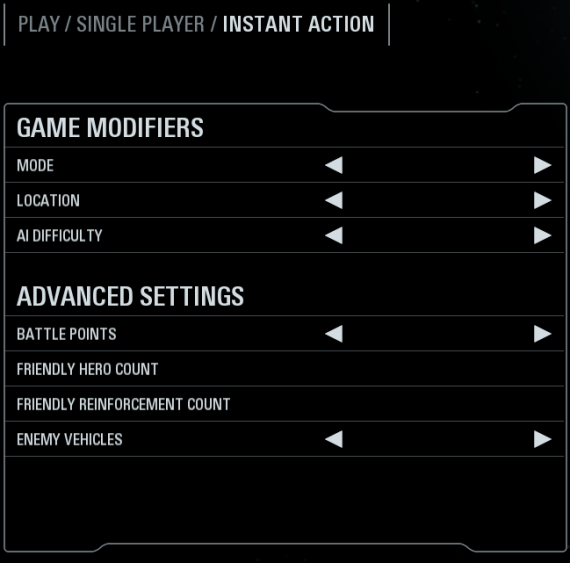 PLAY / SINGLE PLAYER / INSTANT ACTION
GAME MODIFIERS
MODE
LOCATION
AI DIFFICULTY
ADVANCED SETTINGS
BATTLE POINTS
FRIENDLY HERO COUNT
FRIENDLY REINFORCEMENT COUNT
ENEMY VEHICLES